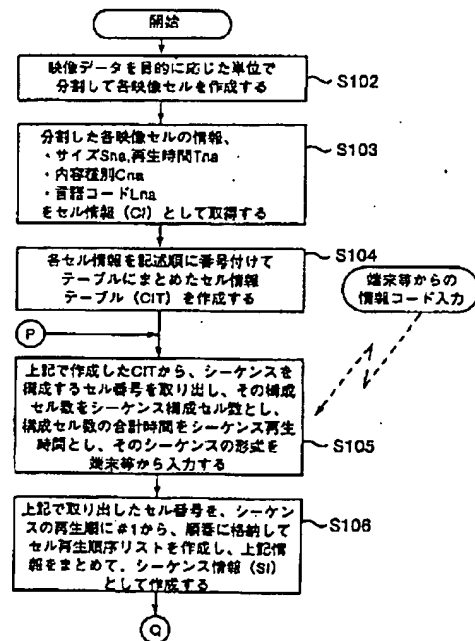 開始
映像データを目的に応じた単位で
分割して各映像セルを作成する
S102
分割した各映像セルの情報、
・サイズSna,再生時間Tna
・内容種別Cna
・言語コードLna
をセル情報（CI）として取得する
S103
各セル情報を記述順に番号付けて
テーブルにまとめたセル情報
テーブル（CIT）を作成する
S104
端末等からの
情報コード入力
P
上記で作成したCITから、シーケンスを
構成するセル番号を取り出し、その構成
セル数をシーケンス構成セル数とし、
構成セル数の合計時間をシーケンス再生
時間とし、そのシーケンスの形式を
端末等から入力する
S105
上記で取り出したセル番号を、シーケン
スの再生順に#1から、順番に格納して
セル再生順序リストを作成し、上記情
報をまとめて、シーケンス情報（SI）
として作成する
S106
Q